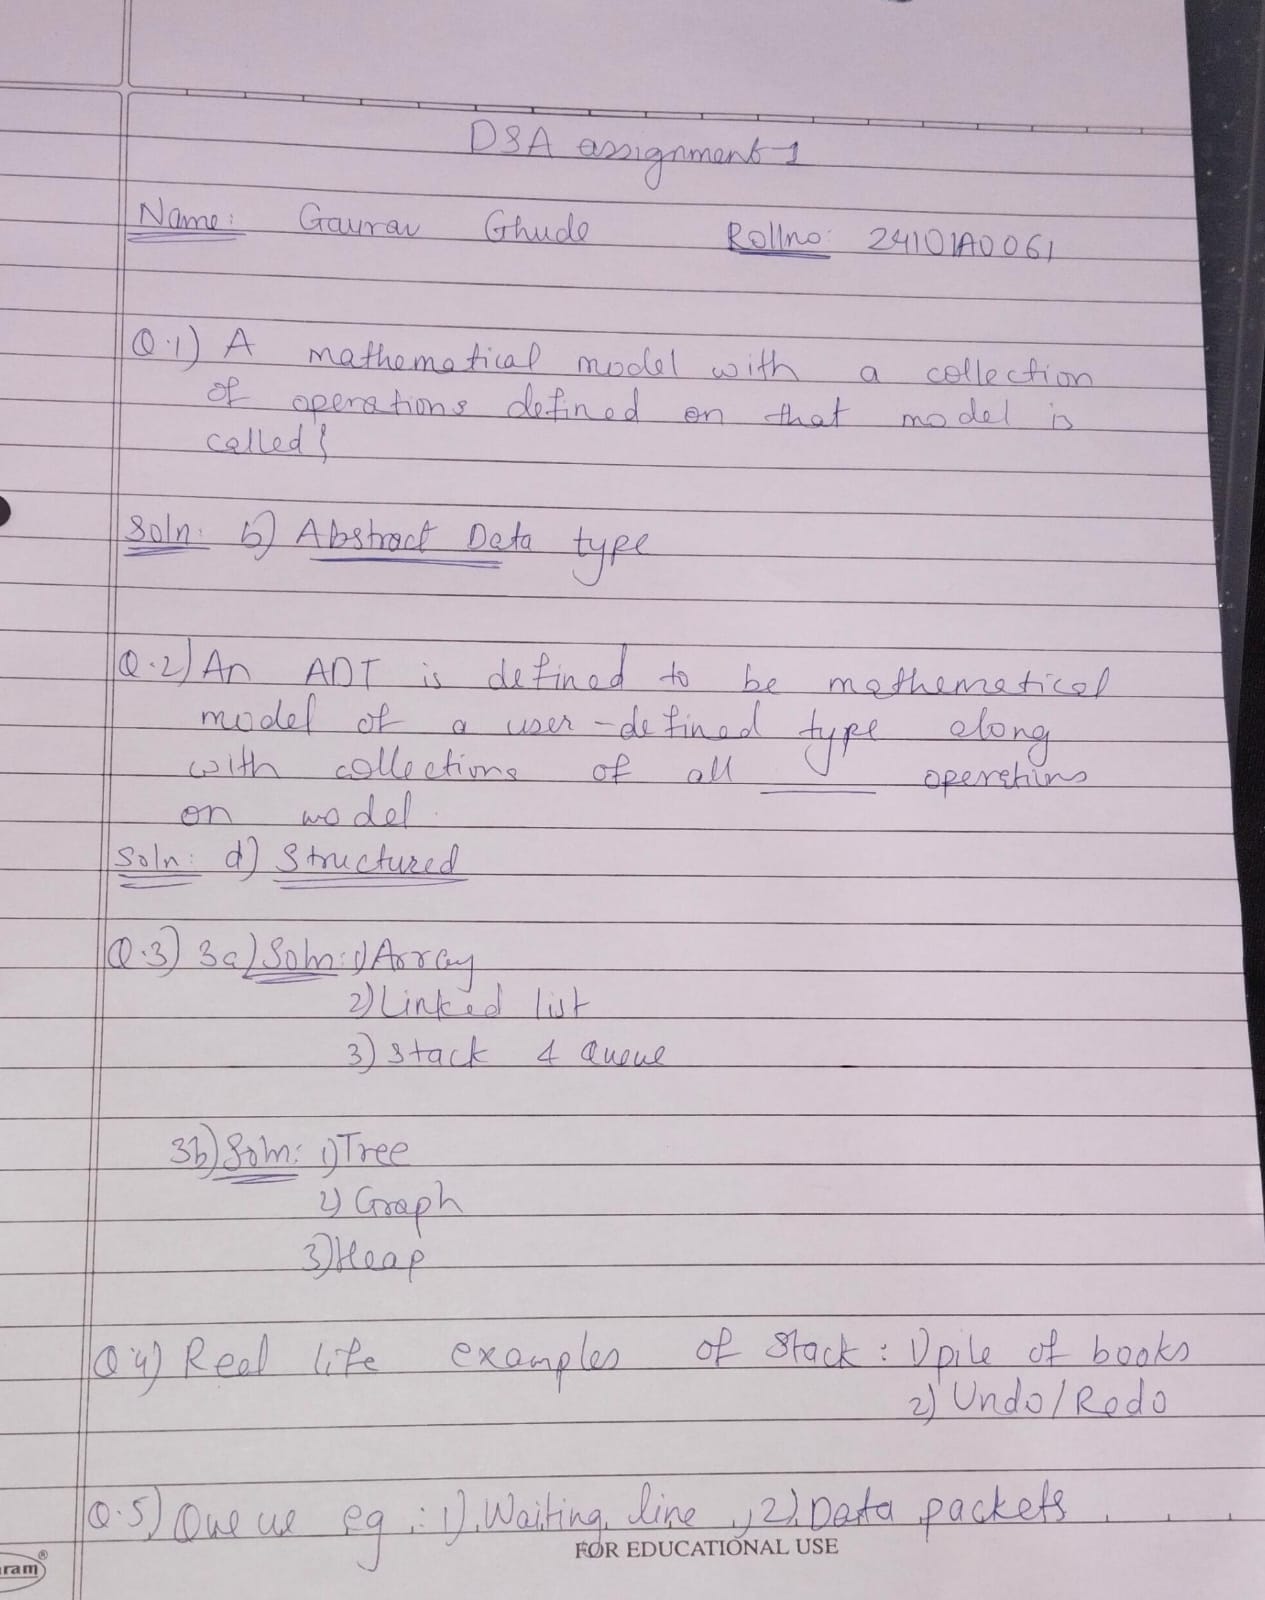 DSA assignment 1
Name: Gaurav Ghude Rollno: 24101A0061
Q.1) A mathematical model with a collection
of operations defined on that model is
called?
Soln: b) Abstract Data type
Q.2) An ADT is defined to be mathematical
model of a user-defined type along
with collections of all ______ operations
on model.
Soln: d) Structured
Q.3) 3a) Soln: 1) Array
2) Linked list
3) Stack & Queue
3b) Soln: 1) Tree
2) Graph
3) Heap
Q.4) Real life examples of Stack: 1) pile of books
2) Undo/Redo
Q.5) Queue eg: 1) Waiting line, 2) Data packets
FOR EDUCATIONAL USE
ram®